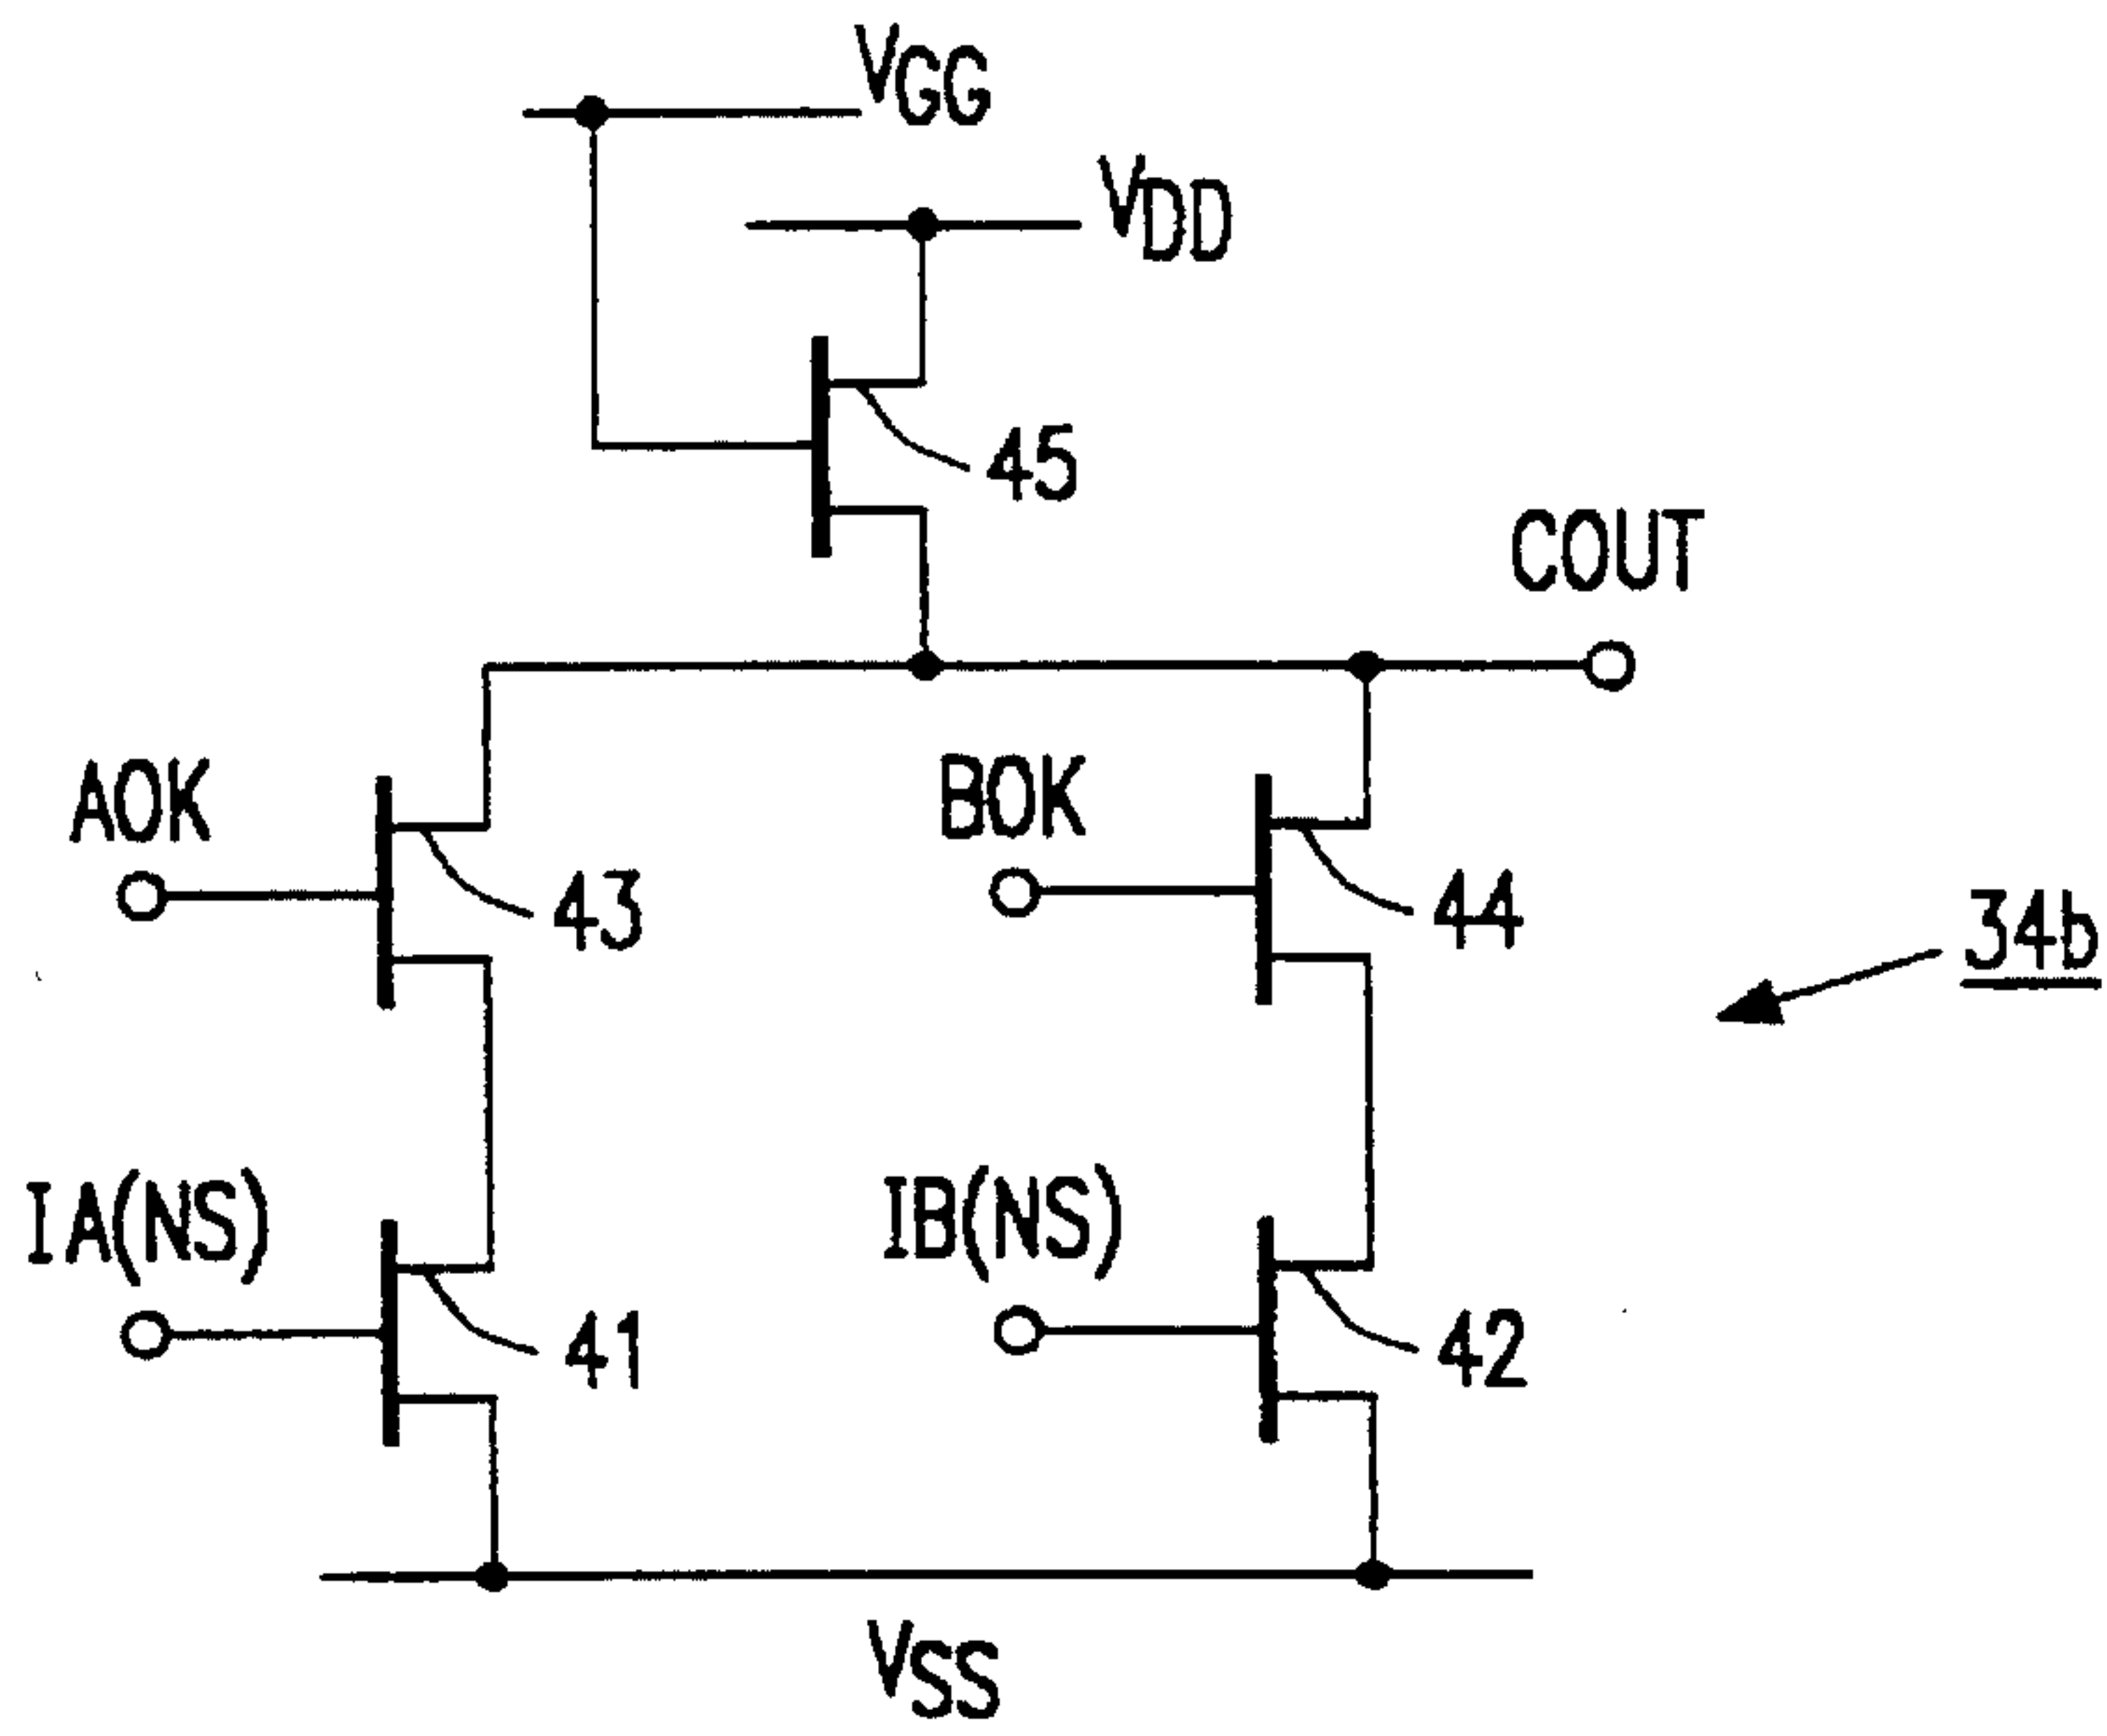 VGG
VDD
45
COUT
AOK
BOK
43
44
34b
IA(NS)
IB(NS)
41
42
VSS